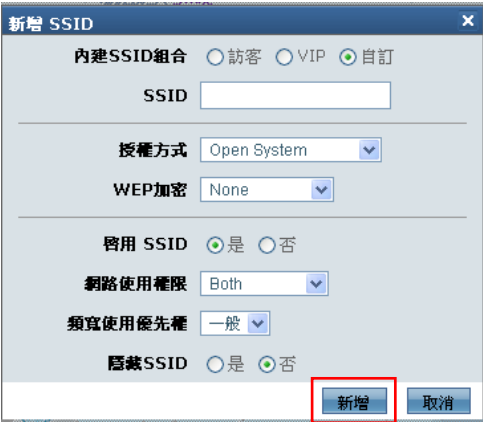 新增 SSID ×
內建SSID組合 訪客 VIP 自訂
SSID
授權方式 Open System
WEP加密 None
啓用 SSID 是 否
網路使用權限 Both
頻寬使用優先權 一般
隱藏SSID 是 否
新增 取消